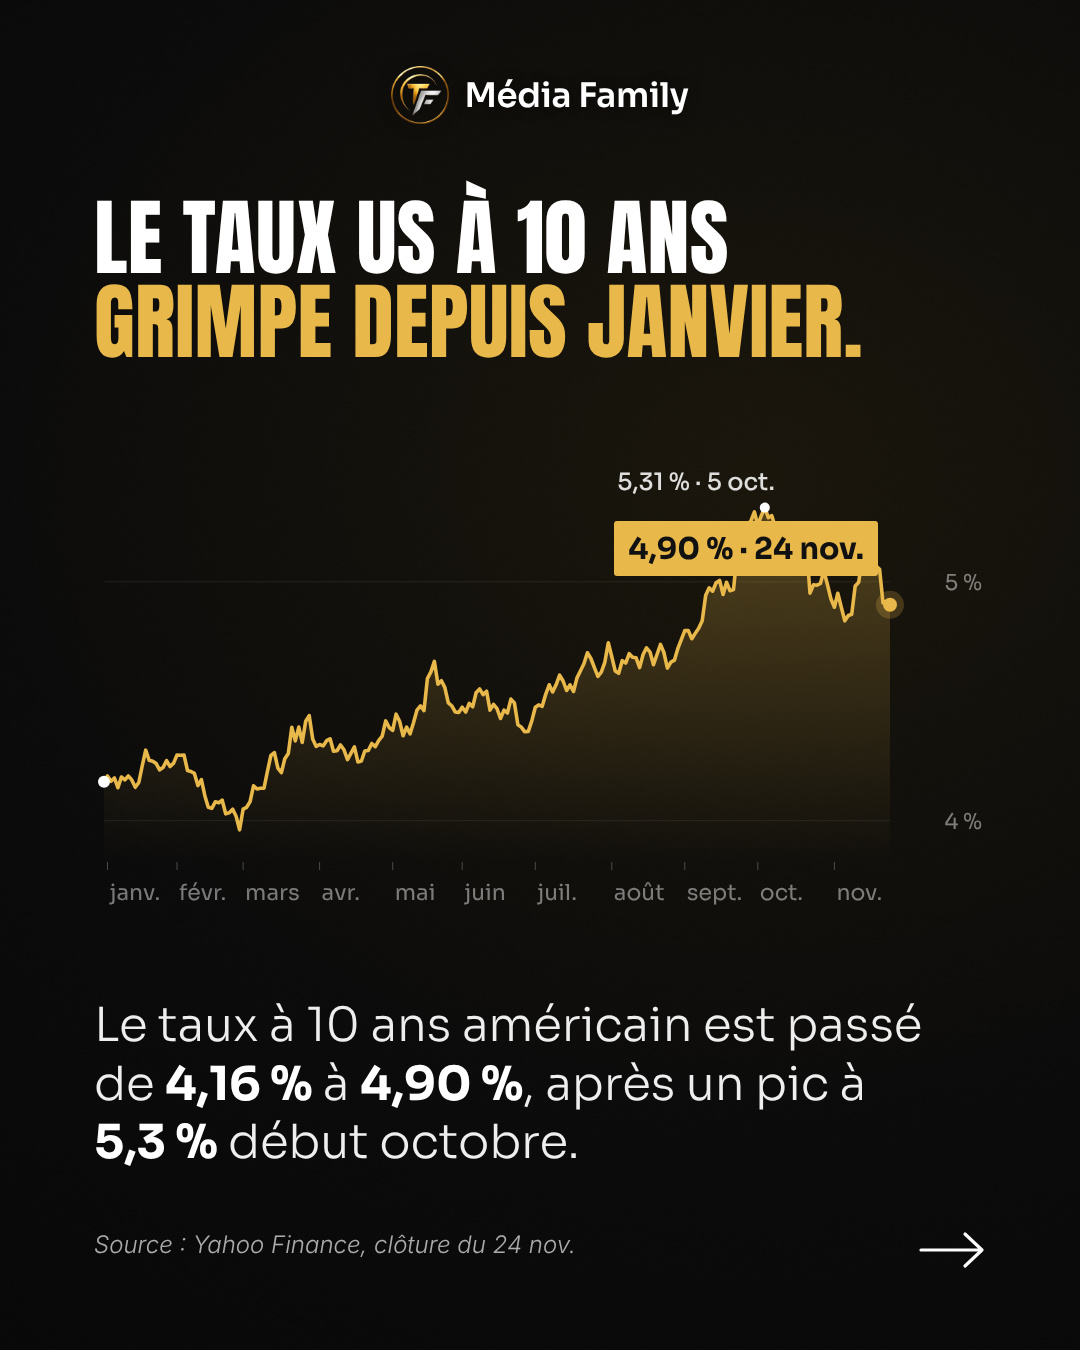 TF Média Family
LE TAUX US À 10 ANS
GRIMPE DEPUIS JANVIER.
5,31 % · 5 oct.
4,90 % · 24 nov.
5 %
4 %
janv. févr. mars avr. mai juin juil. août sept. oct. nov.
Le taux à 10 ans américain est passé
de 4,16 % à 4,90 %, après un pic à
5,3 % début octobre.
Source : Yahoo Finance, clôture du 24 nov.